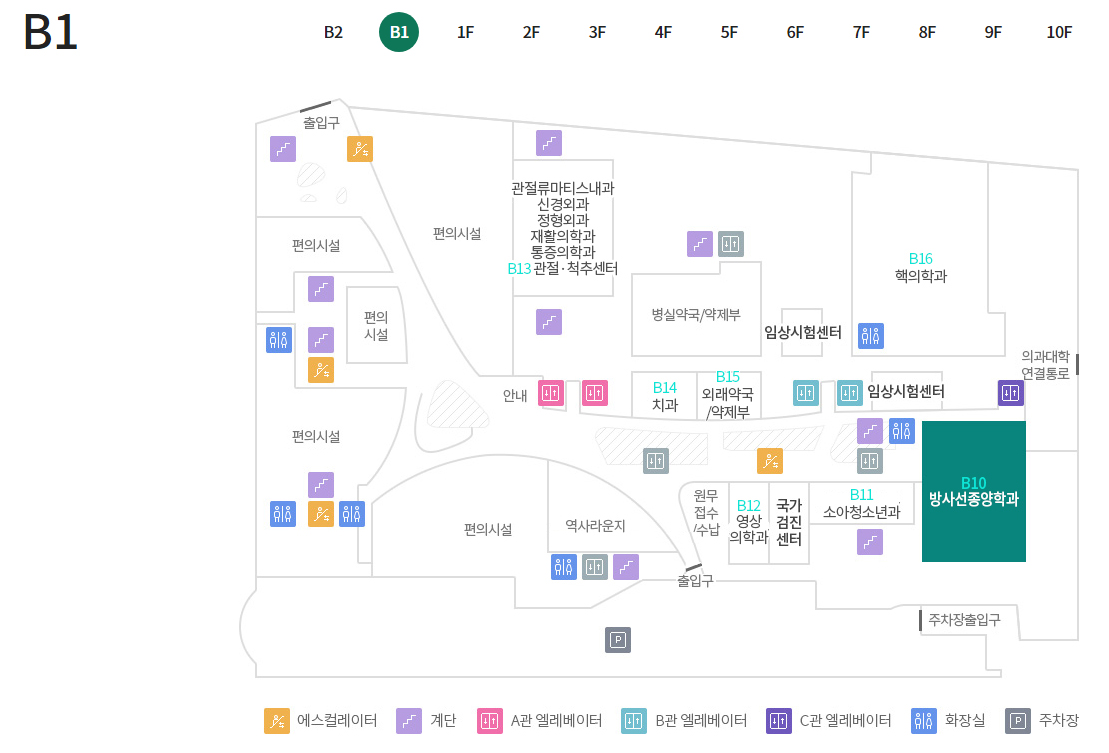 B1
B2
B1
1F
2F
3F
4F
5F
6F
7F
8F
9F
10F
출입구
관절류마티스내과
신경외과
정형외과
재활의학과
통증의학과
B13 관절·척추센터
편의시설
편의시설
B16
핵의학과
편의
시설
병실약국/약제부
임상시험센터
의과대학
연결통로
안내
B14
치과
B15
외래약국
/약제부
임상시험센터
편의시설
B10
방사선종양학과
원무
접수
/수납
B12
영상
의학과
국가
검진
센터
B11
소아청소년과
편의시설
역사라운지
출입구
주차장출입구
P
에스컬레이터
계단
A관 엘레베이터
B관 엘레베이터
C관 엘레베이터
화장실
P
주차장